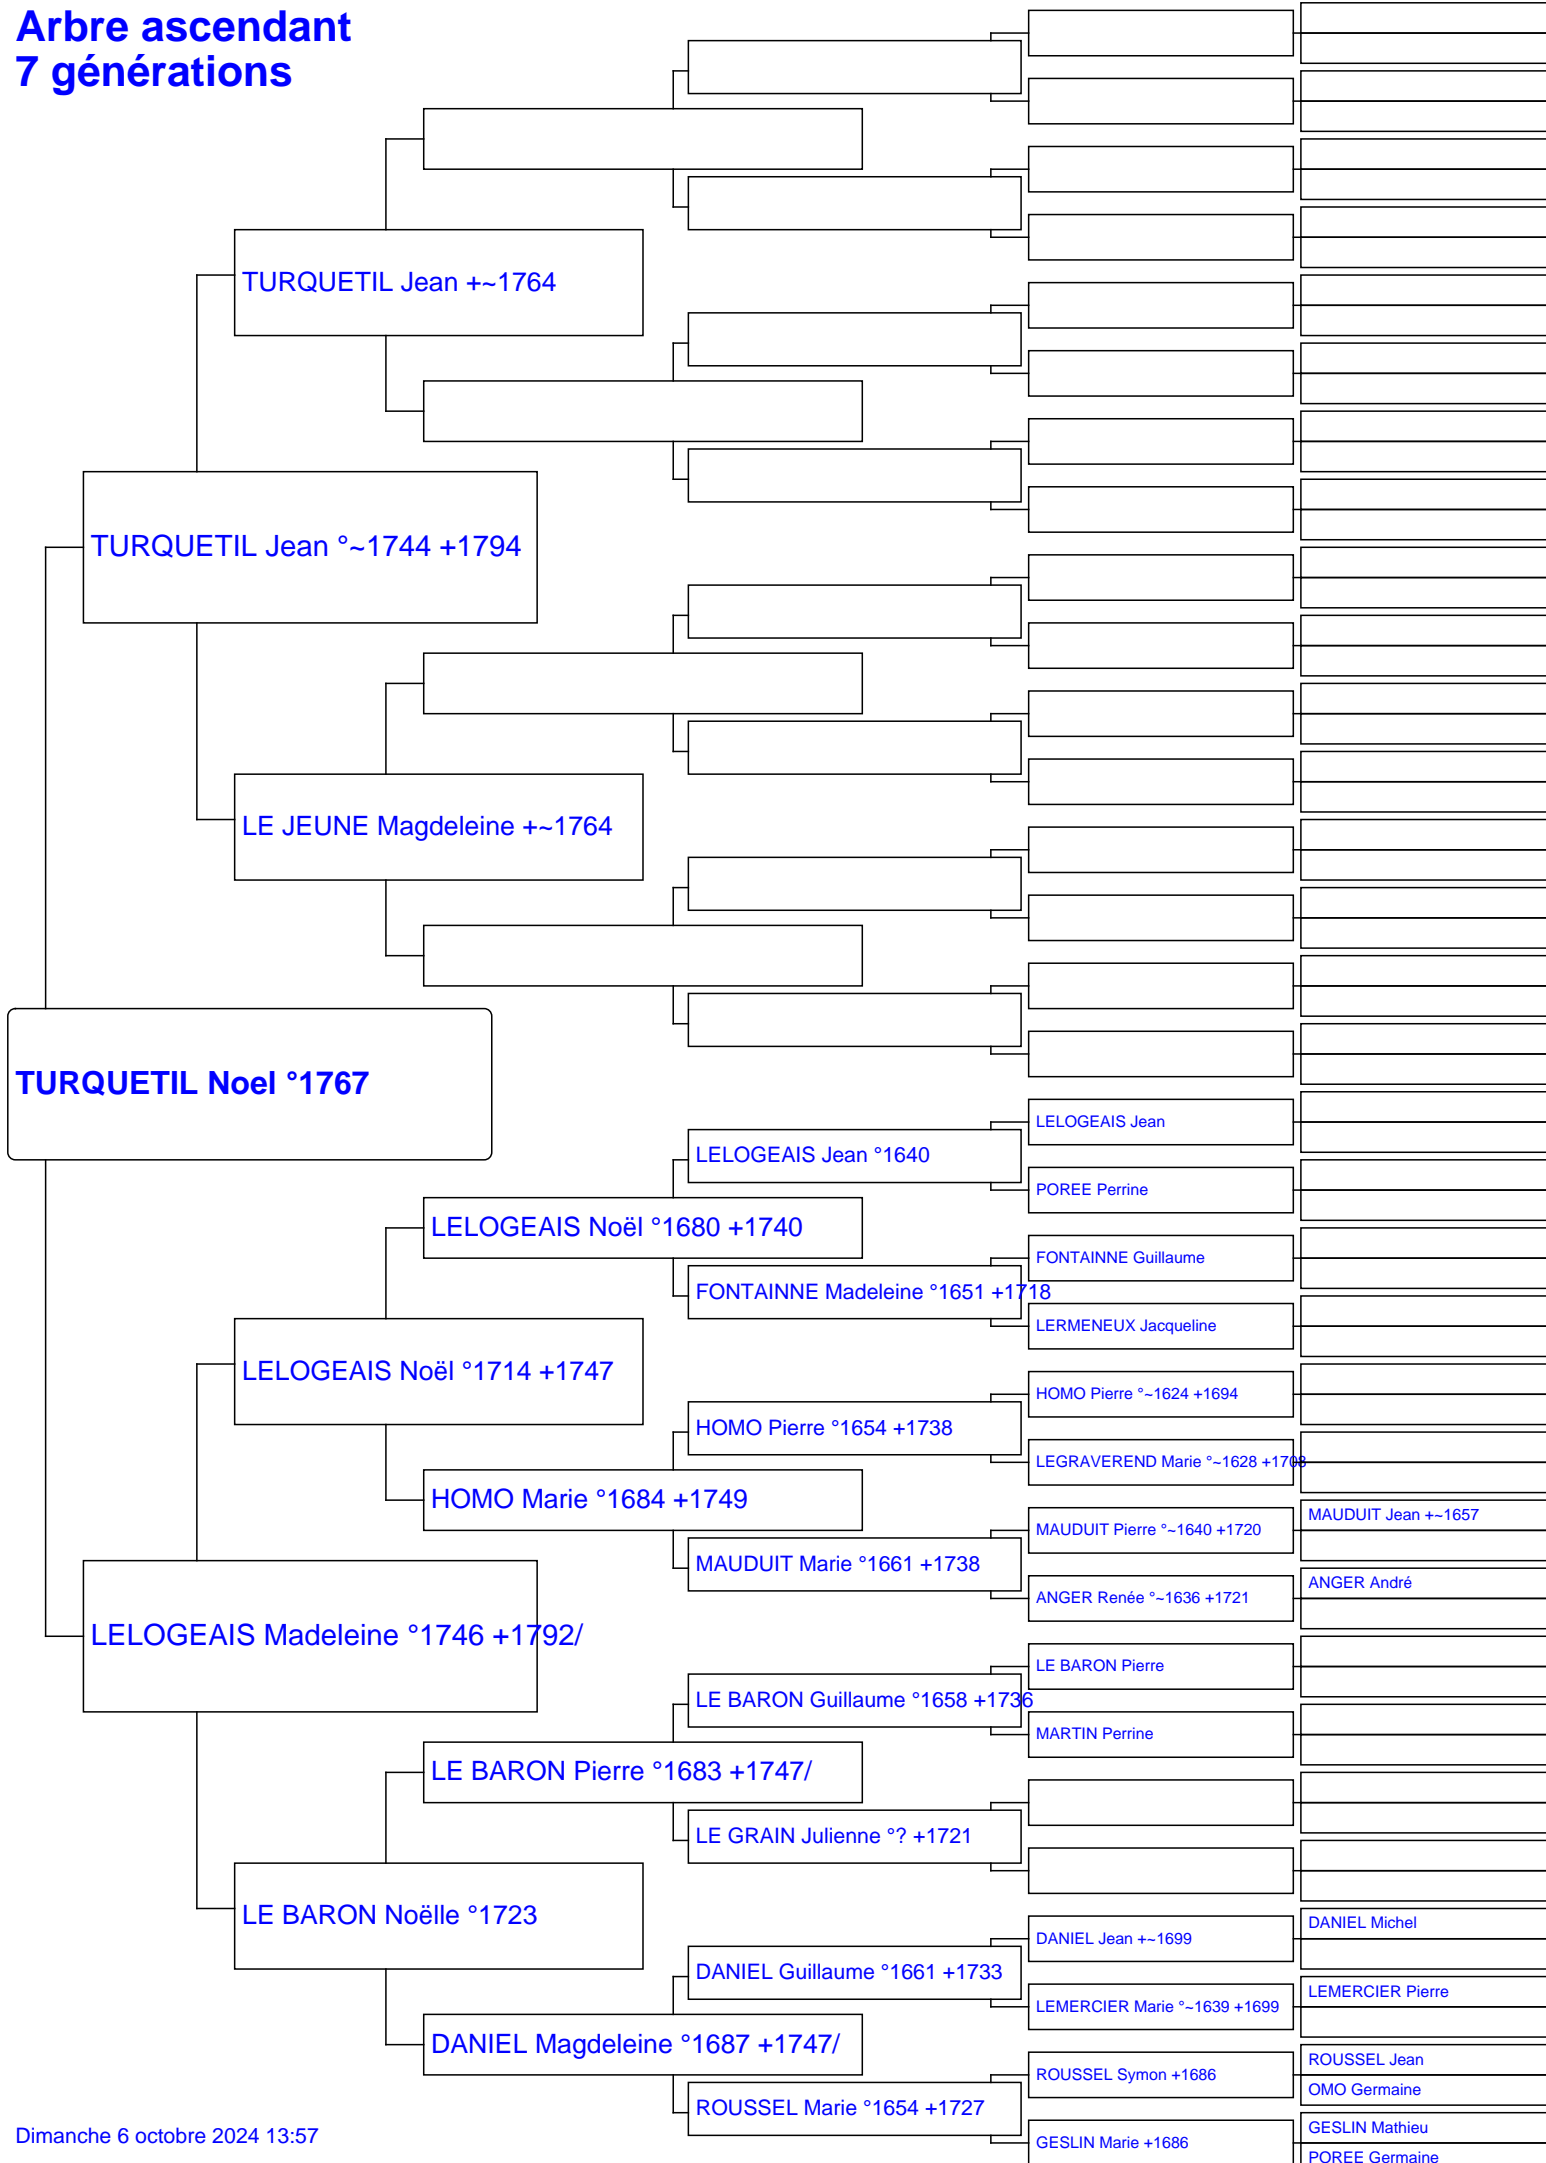 Arbre ascendant
7 générations
TURQUETIL Jean +~1764
TURQUETIL Jean °~1744 +1794
LE JEUNE Magdeleine +~1764
TURQUETIL Noel °1767
LELOGEAIS Jean
LELOGEAIS Jean °1640
POREE Perrine
LELOGEAIS Noël °1680 +1740
FONTAINNE Guillaume
FONTAINNE Madeleine °1651 +1718
LERMENEUX Jacqueline
LELOGEAIS Noël °1714 +1747
HOMO Pierre °~1624 +1694
HOMO Pierre °1654 +1738
LEGRAVEREND Marie °~1628 +1708
HOMO Marie °1684 +1749
MAUDUIT Jean +~1657
MAUDUIT Pierre °~1640 +1720
MAUDUIT Marie °1661 +1738
ANGER André
ANGER Renée °~1636 +1721
LELOGEAIS Madeleine °1746 +1792/
LE BARON Pierre
LE BARON Guillaume °1658 +1736
MARTIN Perrine
LE BARON Pierre °1683 +1747/
LE GRAIN Julienne °? +1721
LE BARON Noëlle °1723
DANIEL Michel
DANIEL Jean +~1699
DANIEL Guillaume °1661 +1733
LEMERCIER Pierre
LEMERCIER Marie °~1639 +1699
DANIEL Magdeleine °1687 +1747/
ROUSSEL Jean
ROUSSEL Symon +1686
OMO Germaine
ROUSSEL Marie °1654 +1727
GESLIN Mathieu
GESLIN Marie +1686
POREE Germaine
Dimanche 6 octobre 2024 13:57